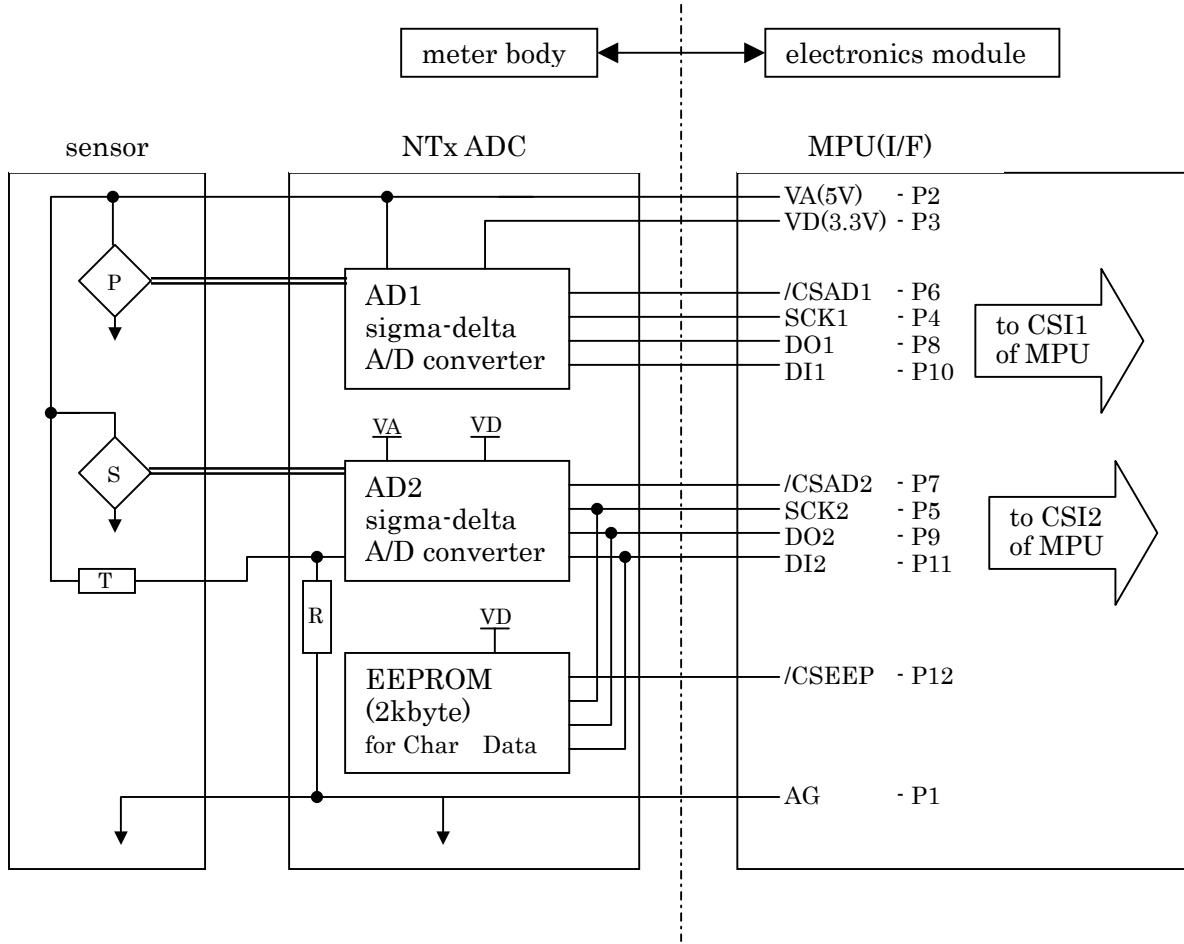 meter body
electronics module
sensor
NTx ADC
MPU(I/F)
VA(5V) - P2
VD(3.3V) - P3
P
AD1
sigma-delta
A/D converter
/CSAD1 - P6
SCK1 - P4
DO1 - P8
DI1 - P10
to CSI1
of MPU
VA
VD
S
AD2
sigma-delta
A/D converter
/CSAD2 - P7
SCK2 - P5
DO2 - P9
DI2 - P11
to CSI2
of MPU
T
R
VD
EEPROM
(2kbyte)
for Char Data
/CSEEP - P12
AG - P1